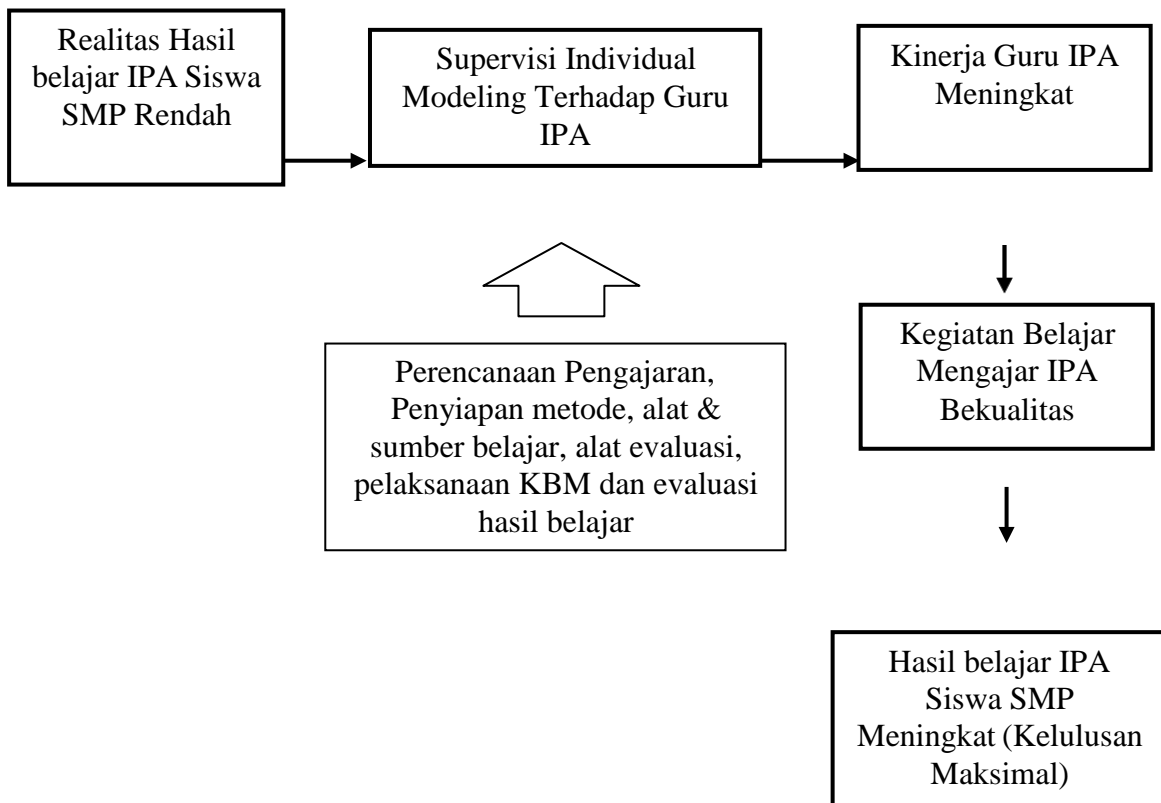 Realitas Hasil
belajar IPA Siswa
SMP Rendah
Supervisi Individual
Modeling Terhadap Guru
IPA
Kinerja Guru IPA
Meningkat
Perencanaan Pengajaran,
Penyiapan metode, alat &
sumber belajar, alat evaluasi,
pelaksanaan KBM dan evaluasi
hasil belajar
Kegiatan Belajar
Mengajar IPA
Bekualitas
Hasil belajar IPA
Siswa SMP
Meningkat (Kelulusan
Maksimal)